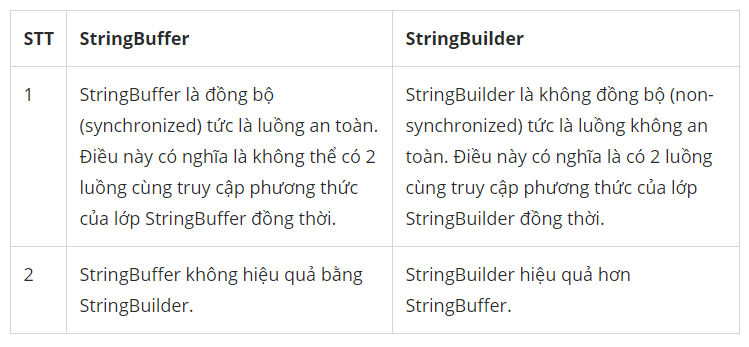 STT StringBuffer StringBuilder
1
StringBuffer là đồng bộ
(synchronized) tức là luồng an toàn.
Điều này có nghĩa là không thể có 2
luồng cùng truy cập phương thức
của lớp StringBuffer đồng thời.
StringBuilder là không đồng bộ (non-
synchronized) tức là luồng không an
toàn. Điều này có nghĩa là có 2 luồng
cùng truy cập phương thức của lớp
StringBuilder đồng thời.
2
StringBuffer không hiệu quả bằng
StringBuilder.
StringBuilder hiệu quả hơn
StringBuffer.